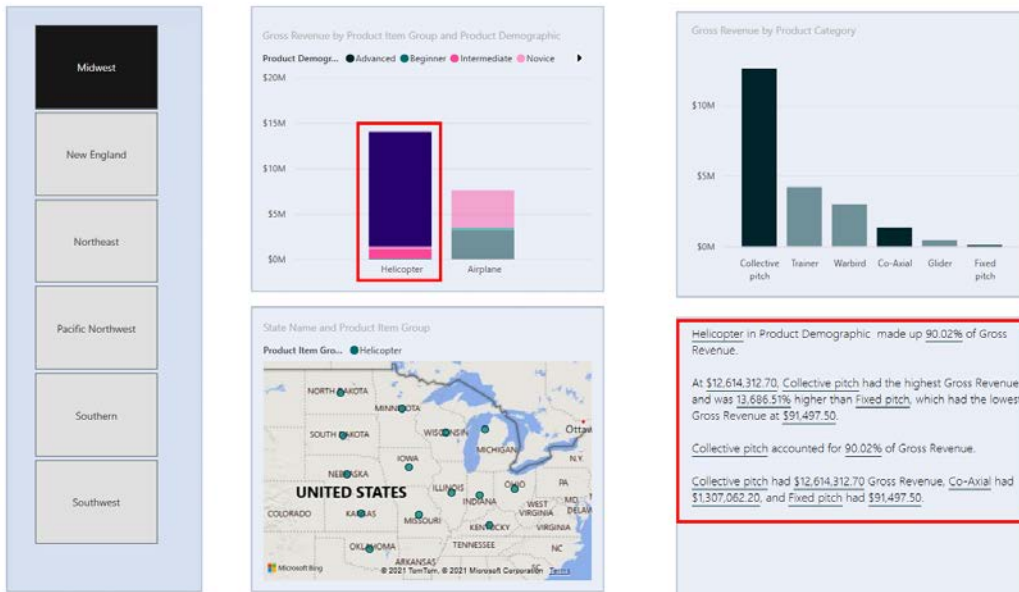 Midwest
New England
Northeast
Pacific Northwest
Southern
Southwest
Gross Revenue by Product Item Group and Product Demographic
Product Demogr... Advanced Beginner Intermediate Novice
$20M
$15M
$10M
$5M
$0M
Helicopter
Airplane
State Name and Product Item Group
Product Item Gro... Helicopter
NORTH DAKOTA
MINNESOTA
SOUTH DAKOTA
WISCONSIN
MICHIGAN
Ottaw
IOWA
N.Y.
NEBRASKA
UNITED STATES
ILLINOIS
OHIO
PA
INDIANA
COLORADO
KANSAS
MISSOURI
WEST
VIRGINIA
MD
DELAW
KENTUCKY
VIRGINIA
OKLAHOMA
TENNESSEE
NC
ARKANSAS
Microsoft Bing
© 2021 TomTom, © 2021 Microsoft Corporation Terms
Gross Revenue by Product Category
$10M
$5M
$0M
Collective
pitch
Trainer
Warbird
Co-Axial
Glider
Fixed
pitch
Helicopter in Product Demographic made up 90.02% of Gross
Revenue.
At $12,614,312.70, Collective pitch had the highest Gross Revenue
and was 13,686.51% higher than Fixed pitch, which had the lowest
Gross Revenue at $91,497.50.
Collective pitch accounted for 90.02% of Gross Revenue.
Collective pitch had $12,614,312.70 Gross Revenue, Co-Axial had
$1,307,062.20, and Fixed pitch had $91,497.50.